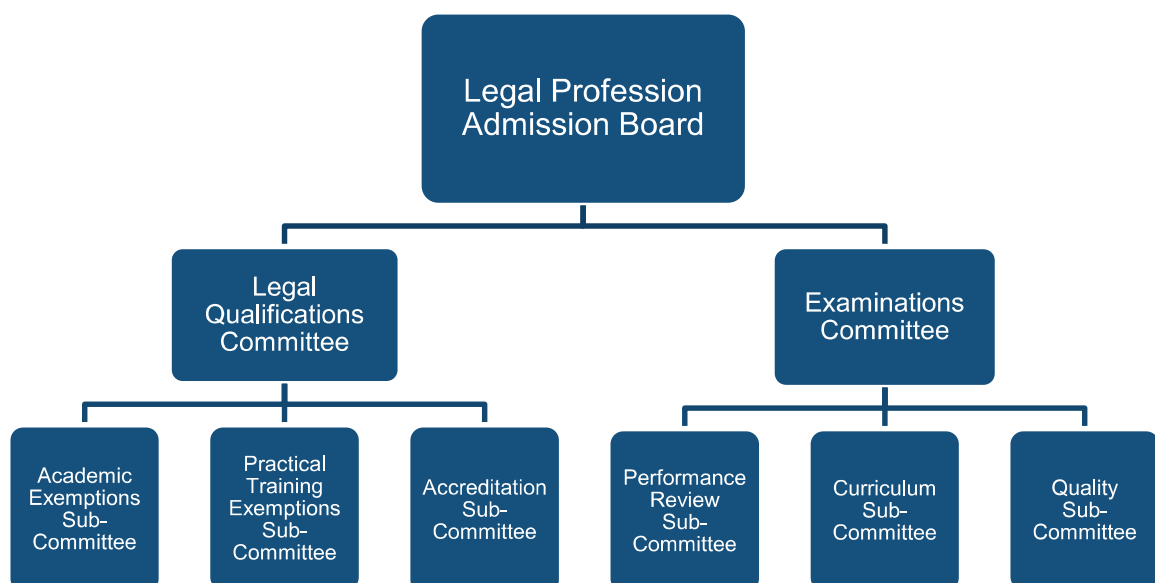 Legal Profession
Admission Board
Legal
Qualifications
Committee
Examinations
Committee
Academic
Exemptions
Sub-
Committee
Practical
Training
Exemptions
Sub-
Committee
Accreditation
Sub-
Committee
Performance
Review
Sub-
Committee
Curriculum
Sub-
Committee
Quality
Sub-
Committee